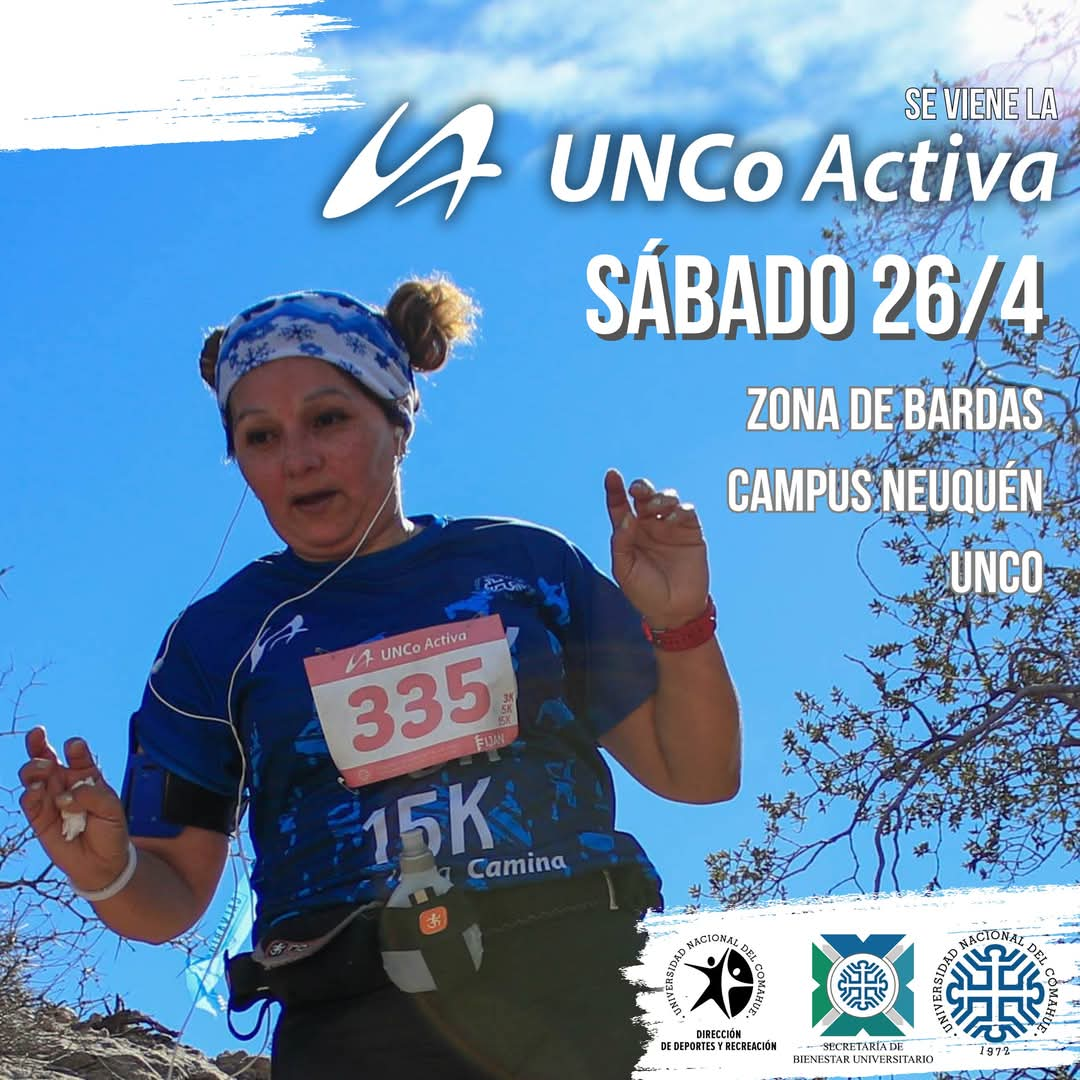 SE VIENE LA
UNCo Activa
SÁBADO 26/4
ZONA DE BARDAS
CAMPUS NEUQUÉN
UNCO
UNCo Activa
335
3K
5K
15K
FIJAN
15K
Camina
UNIVERSIDAD NACIONAL DEL COMAHUE
DIRECCIÓN
DE DEPORTES Y RECREACIÓN
SECRETARÍA DE
BIENESTAR UNIVERSITARIO
UNIVERSIDAD NACIONAL DEL COMAHUE
1972